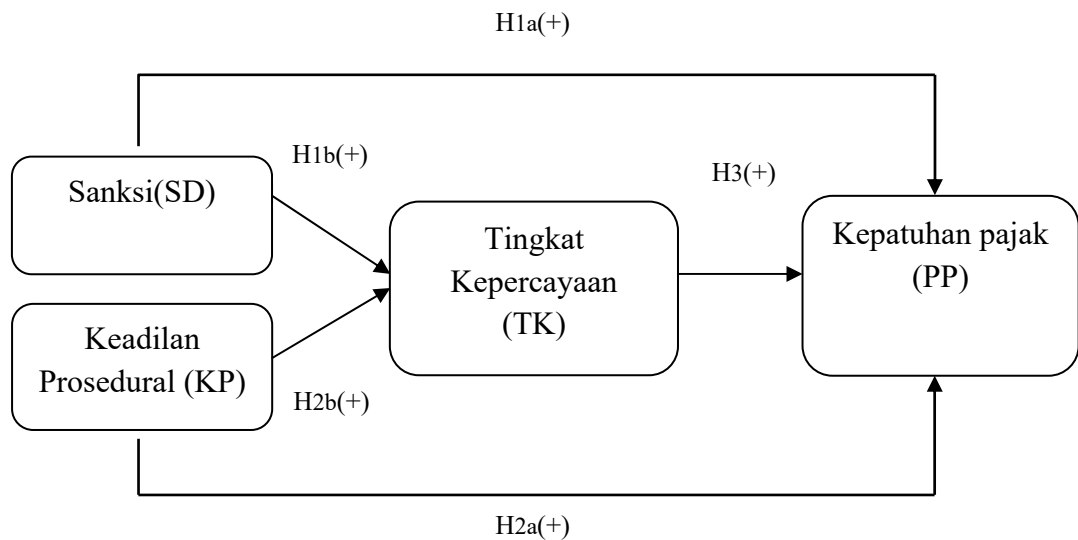 H1a(+)
H1b(+)
H3(+)
Sanksi(SD)
Tingkat
Kepercayaan
(TK)
Kepatuhan pajak
(PP)
Keadilan
Prosedural (KP)
H2b(+)
H2a(+)